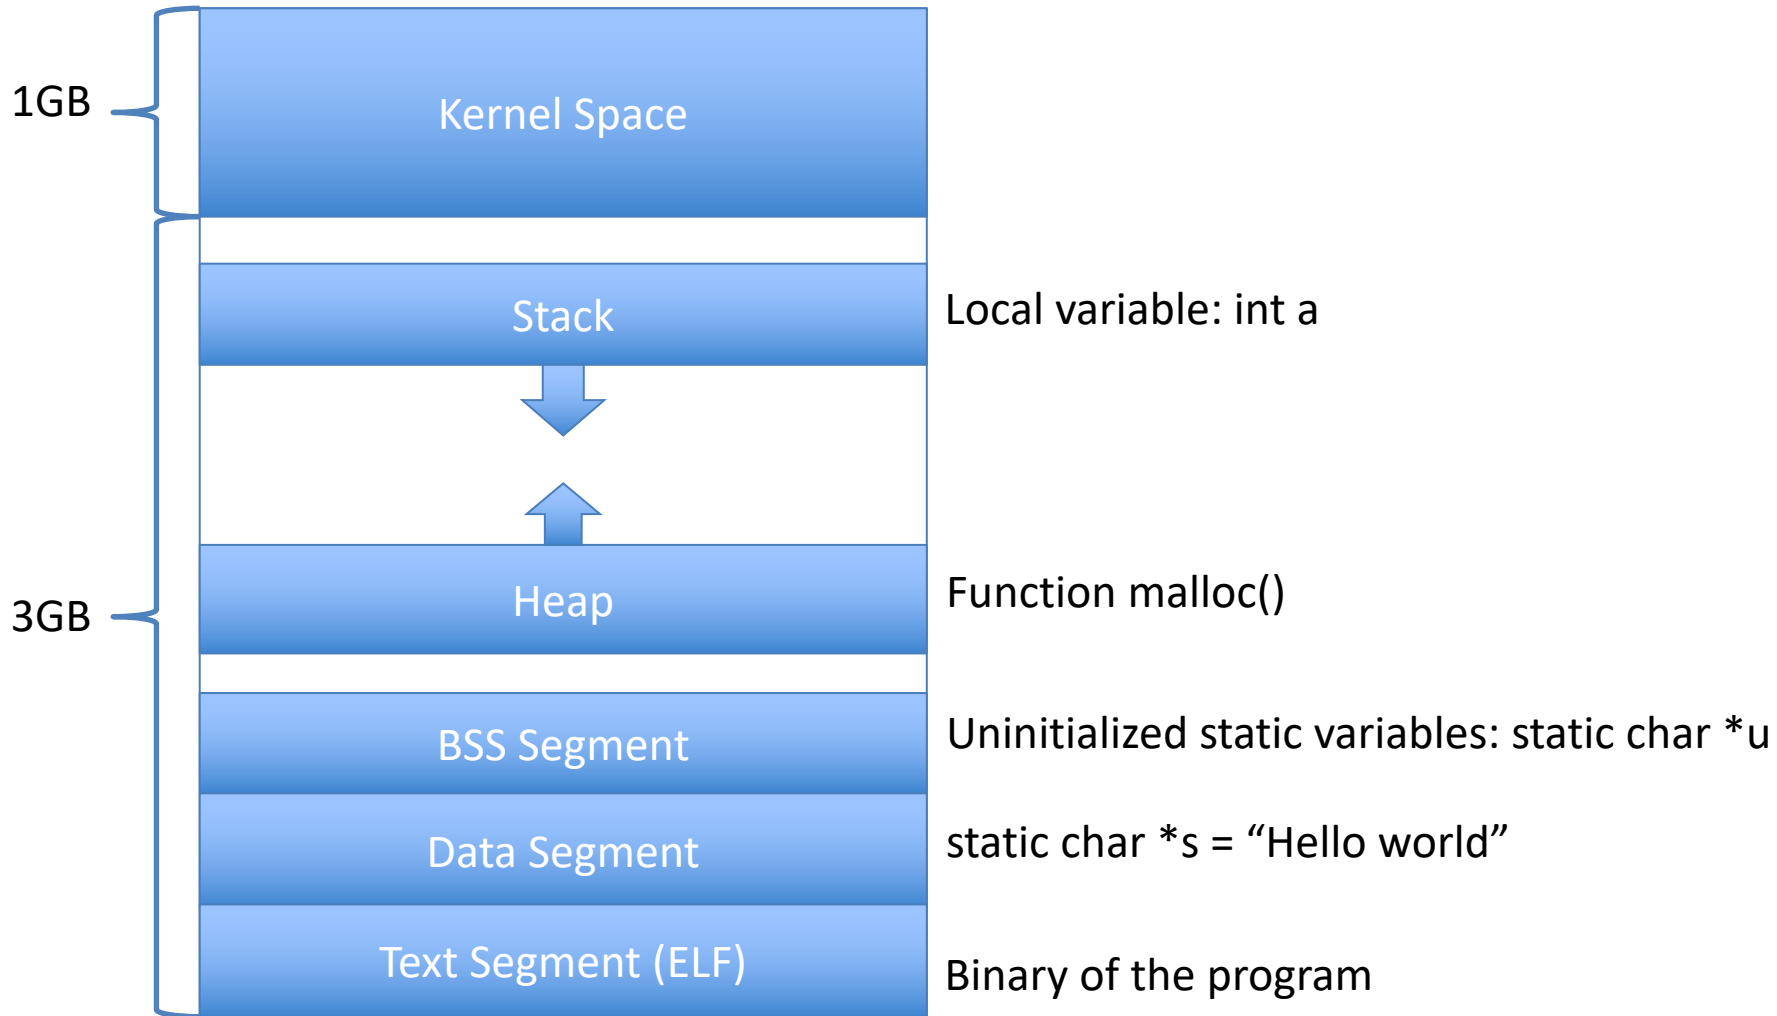 1GB
Kernel Space
Stack
Local variable: int a
Heap
Function malloc()
3GB
BSS Segment
Uninitialized static variables: static char *u
Data Segment
static char *s = “Hello world”
Text Segment (ELF)
Binary of the program